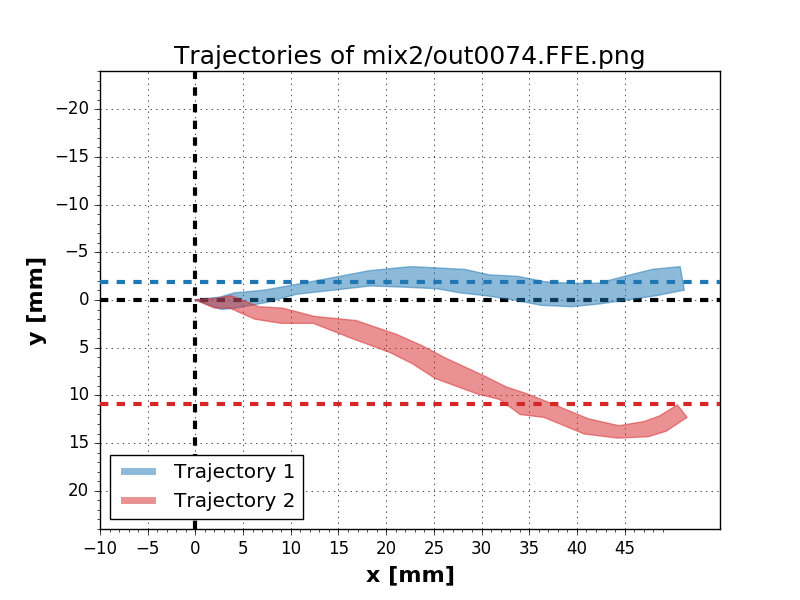 Trajectories of mix2/out0074.FFE.png
−20
−15
−10
−5
0
5
10
15
20
y [mm]
Trajectory 1
Trajectory 2
−10 −5 0 5 10 15 20 25 30 35 40 45
x [mm]